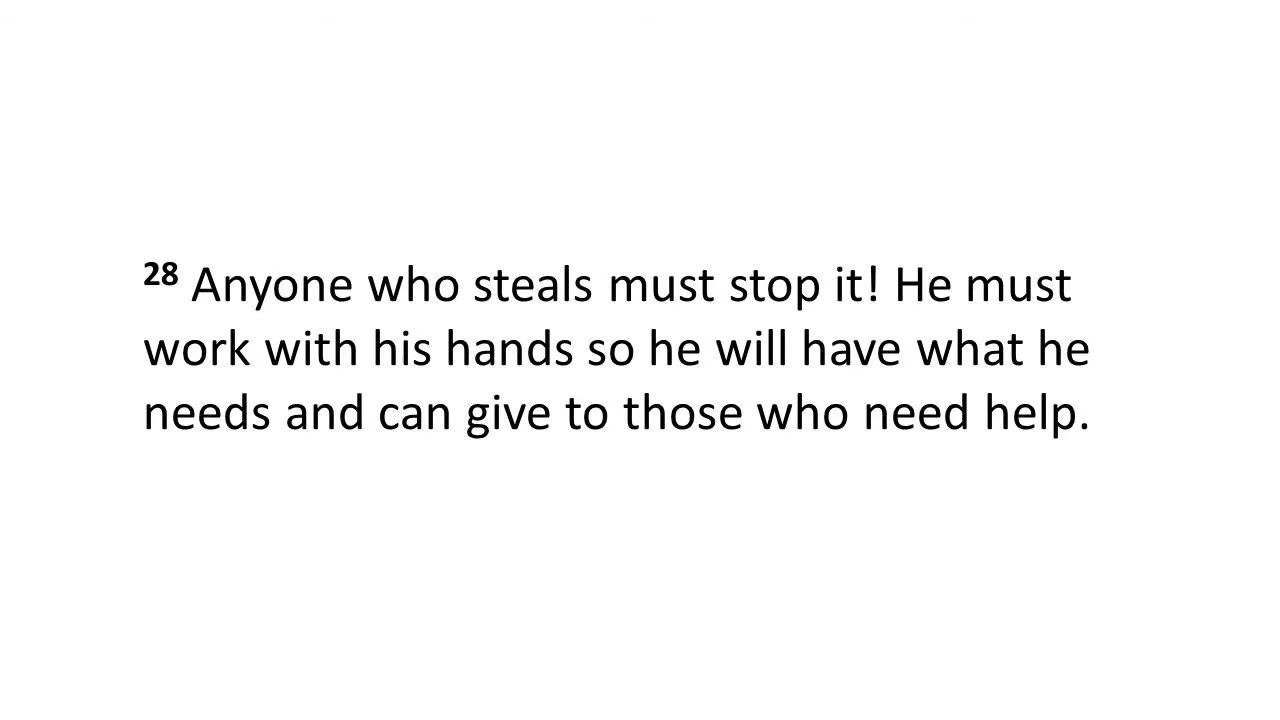 28 Anyone who steals must stop it! He must
work with his hands so he will have what he
needs and can give to those who need help.